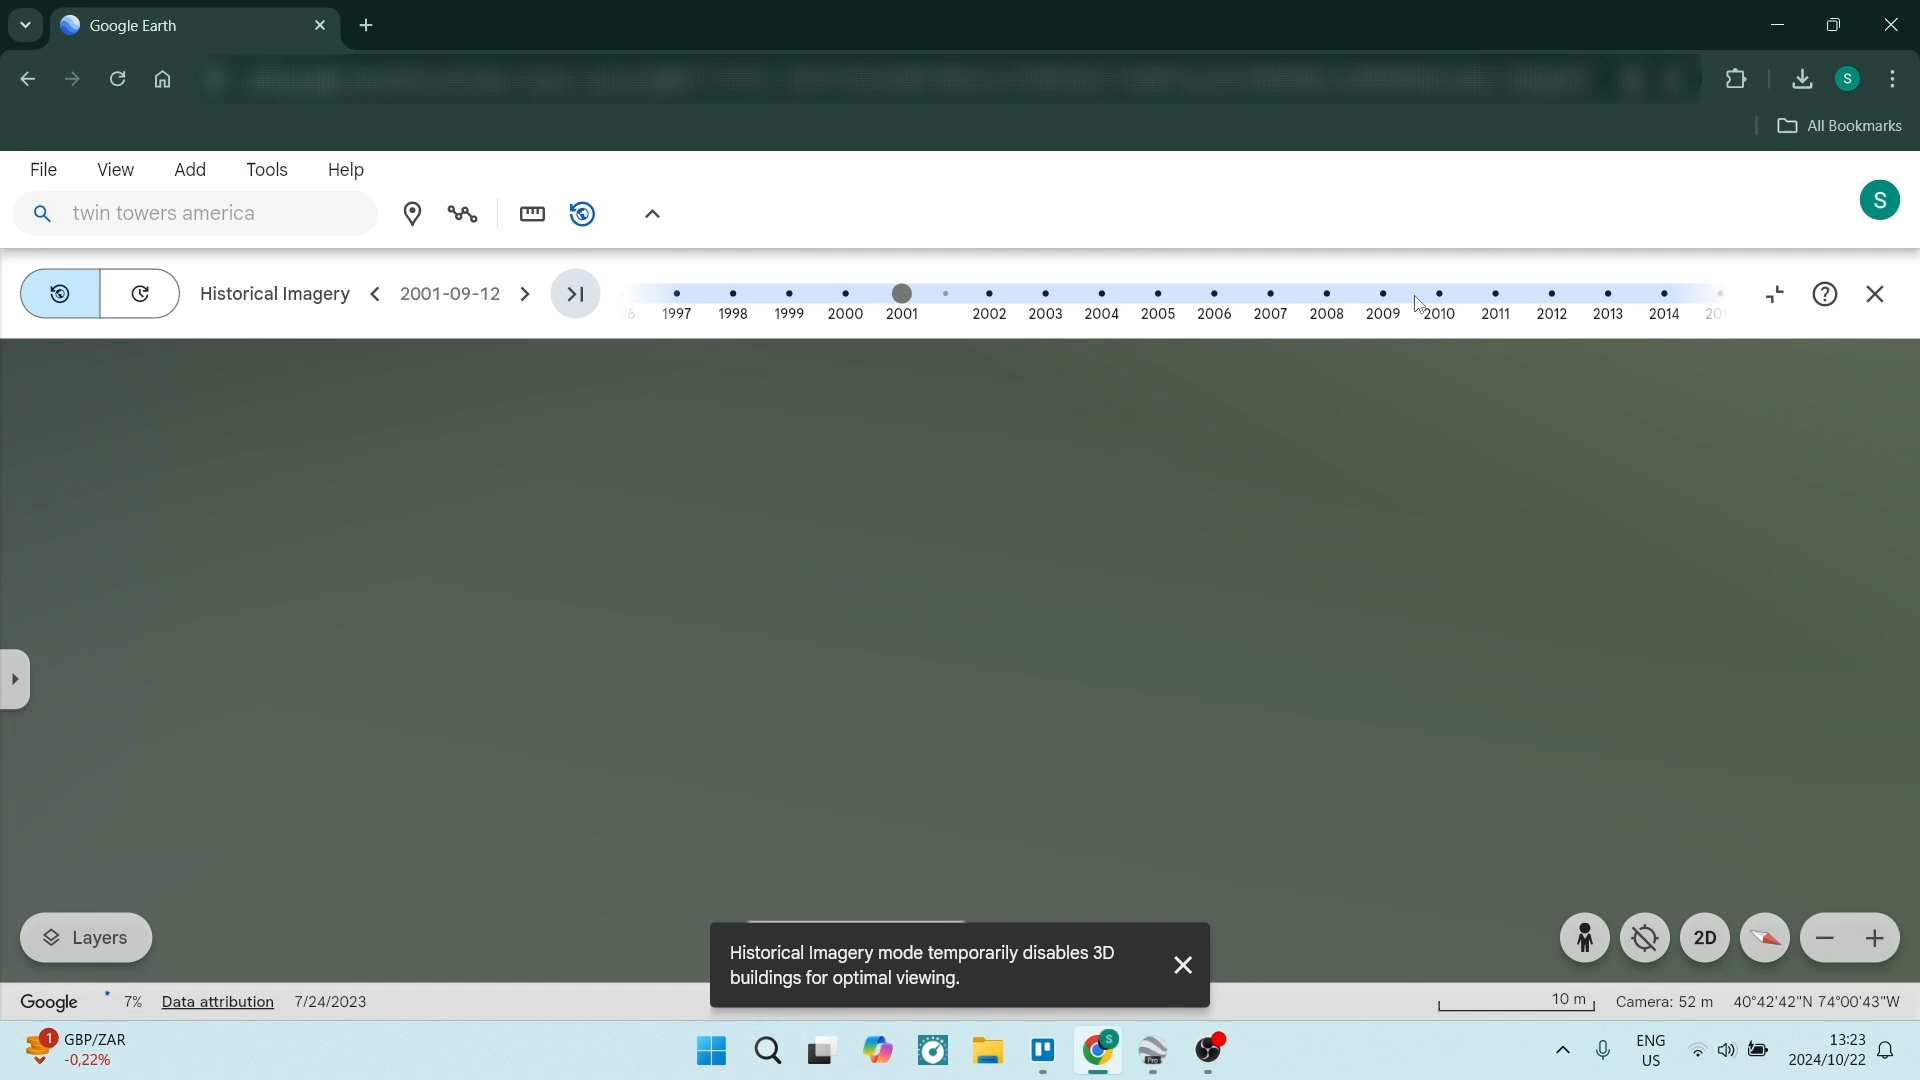 Google Earth
All Bookmarks
File View Add Tools Help
twin towers america
S
Historical Imagery 2001-09-12
1997 1998 1999 2000 2001 2002 2003 2004 2005 2006 2007 2008 2009 2010 2011 2012 2013 2014
Layers
Historical Imagery mode temporarily disables 3D
buildings for optimal viewing.
2D
Google 7% Data attribution 7/24/2023
10 m Camera: 52 m 40°42'42"N 74°00'43"W
1 GBP/ZAR
-0,22%
ENG
US
13:23
2024/10/22